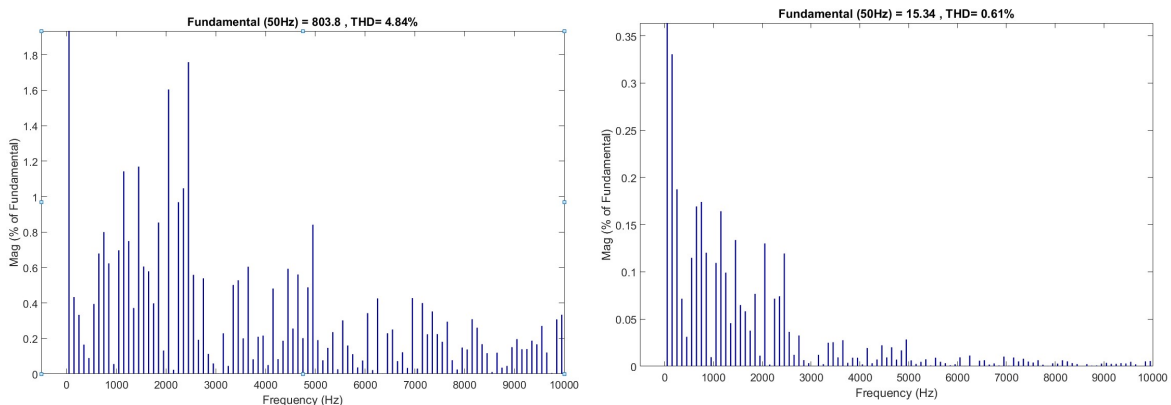 Fundamental (50Hz) = 803.8 , THD= 4.84%
Mag (% of Fundamental)
1.8
1.6
1.4
1.2
1
0.8
0.6
0.4
0.2
0
0 1000 2000 3000 4000 5000 6000 7000 8000 9000 10000
Frequency (Hz)
Fundamental (50Hz) = 15.34 , THD= 0.61%
Mag (% of Fundamental)
0.35
0.3
0.25
0.2
0.15
0.1
0.05
0
0 1000 2000 3000 4000 5000 6000 7000 8000 9000 10000
Frequency (Hz)